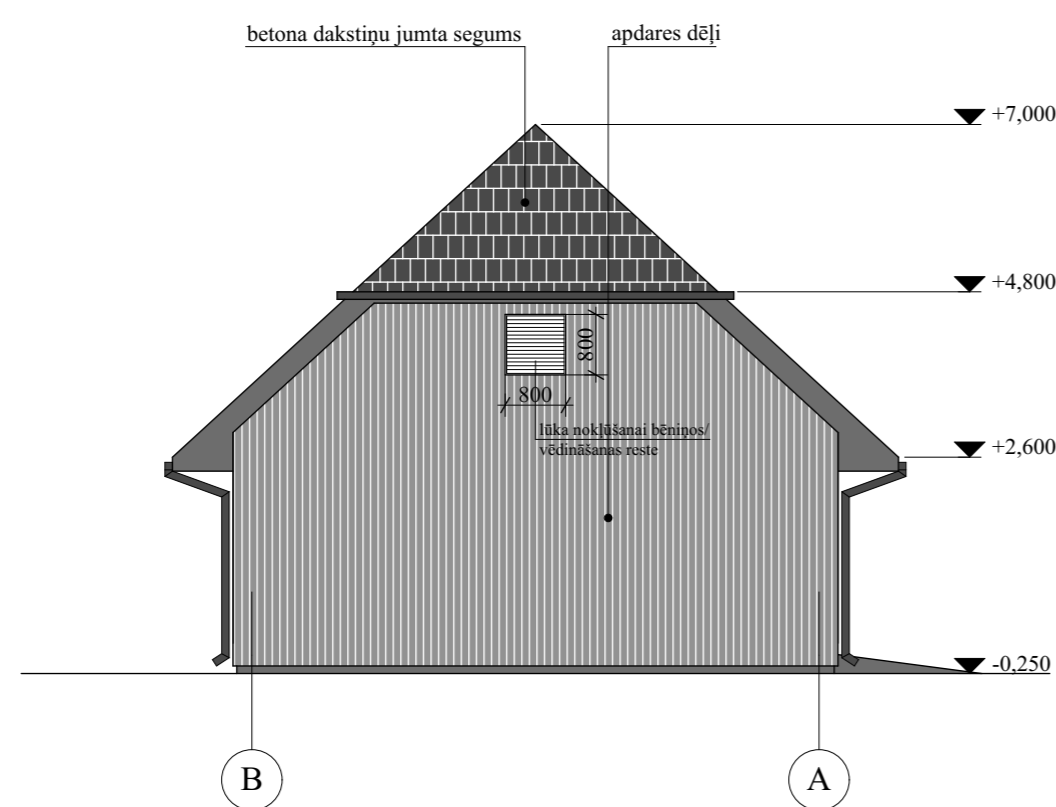 betona dakstiņu jumta segums
apdares dēļi
+7,000
+4,800
800
800
lūka nokļūšanai bēniņos/
vēdināšanas reste
+2,600
-0,250
B
A